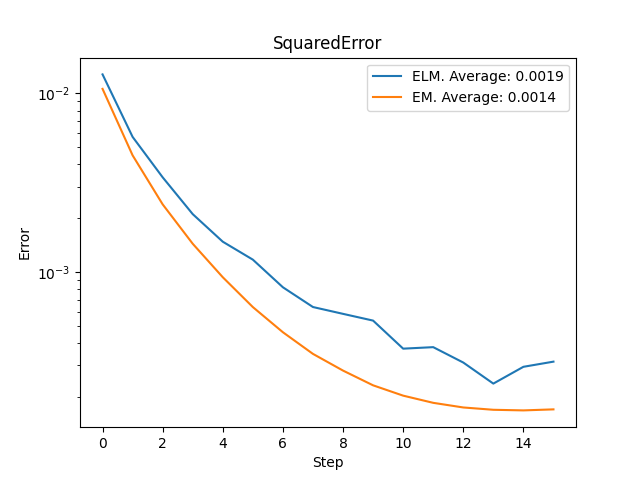 SquaredError
ELM. Average: 0.0019
EM. Average: 0.0014
10⁻²
10⁻³
Error
0 2 4 6 8 10 12 14
Step